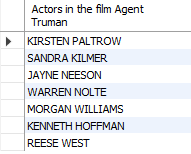 Actors in the film Agent
Truman
KIRSTEN PALTROW
SANDRA KILMER
JAYNE NEESON
WARREN NOLTE
MORGAN WILLIAMS
KENNETH HOFFMAN
REESE WEST